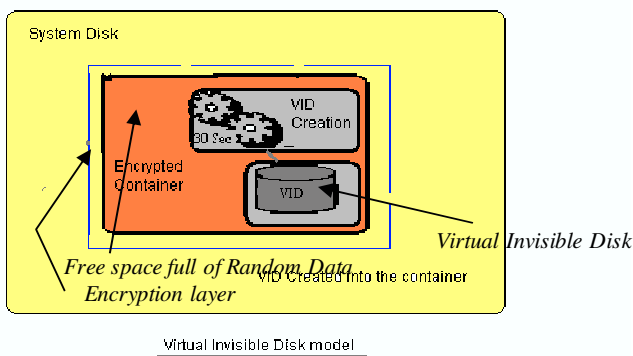 System Disk
VID
Creation
30 Sec
Encrypted
Container
VID
Virtual Invisible Disk
Free space full of Random Data
VID Created into the container
Encryption layer
Virtual Invisible Disk model